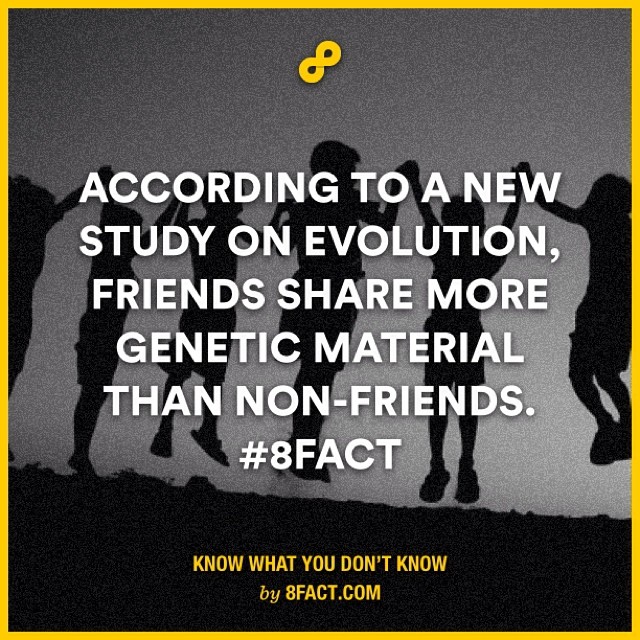 ACCORDING TO A NEW
STUDY ON EVOLUTION,
FRIENDS SHARE MORE
GENETIC MATERIAL
THAN NON-FRIENDS.
#8FACT
KNOW WHAT YOU DON'T KNOW
by 8FACT.COM